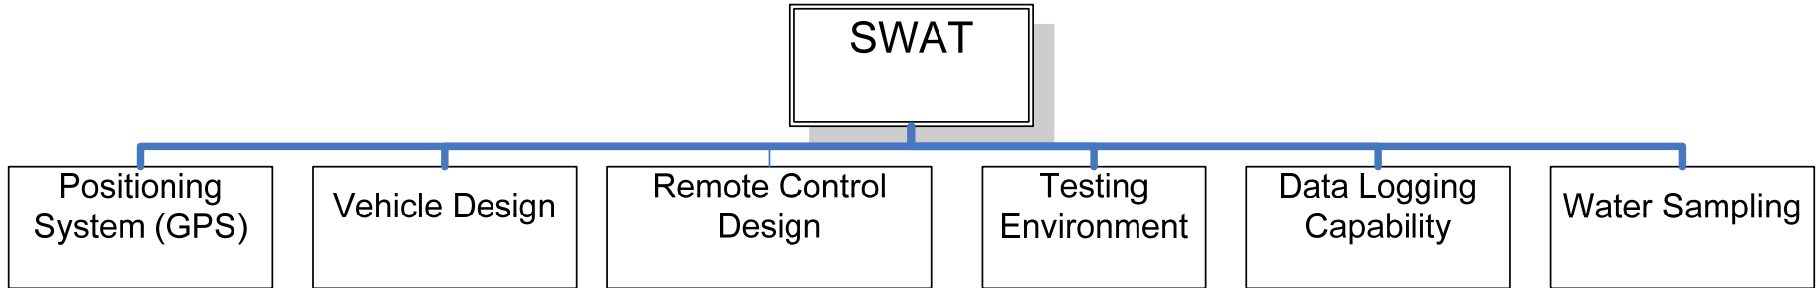 SWAT
Positioning
System (GPS)
Vehicle Design
Remote Control
Design
Testing
Environment
Data Logging
Capability
Water Sampling